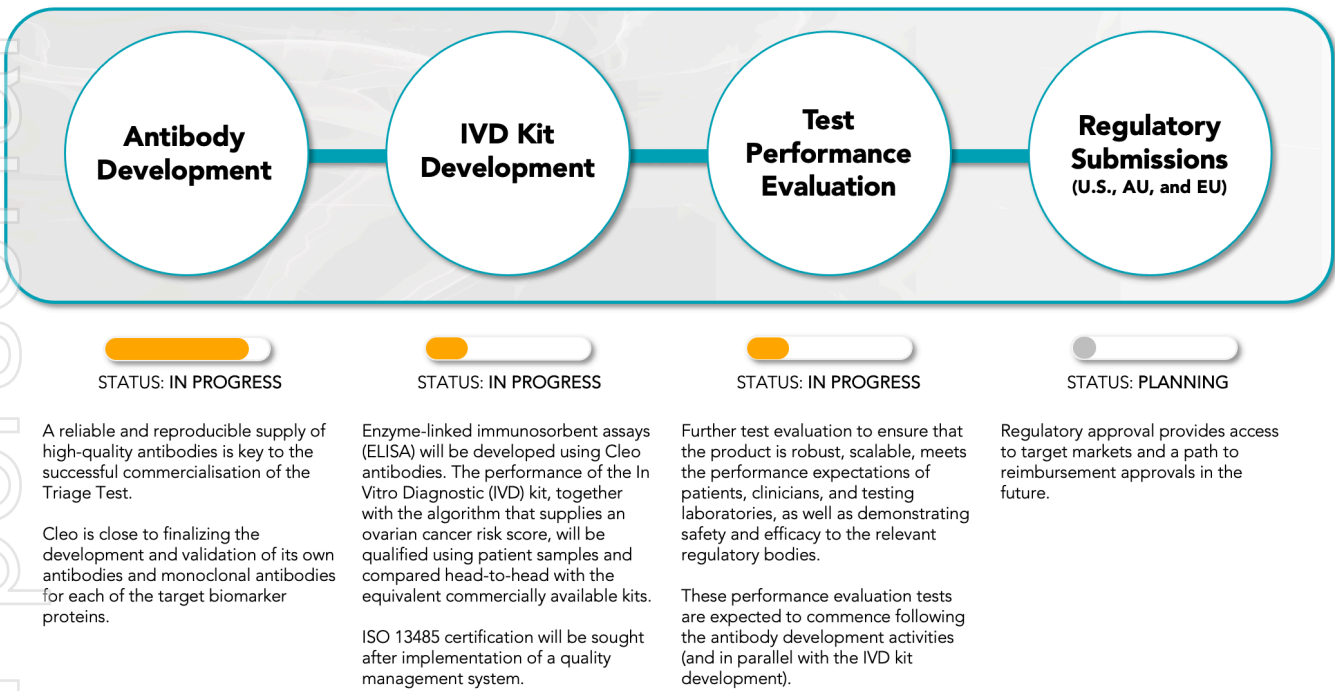 Antibody
Development
IVD Kit
Development
Test
Performance
Evaluation
Regulatory
Submissions
(U.S., AU, and EU)
STATUS: IN PROGRESS
STATUS: IN PROGRESS
STATUS: IN PROGRESS
STATUS: PLANNING
A reliable and reproducible supply of
high-quality antibodies is key to the
successful commercialisation of the
Triage Test.
Cleo is close to finalizing the
development and validation of its own
antibodies and monoclonal antibodies
for each of the target biomarker
proteins.
Enzyme-linked immunosorbent assays
(ELISA) will be developed using Cleo
antibodies. The performance of the In
Vitro Diagnostic (IVD) kit, together
with the algorithm that supplies an
ovarian cancer risk score, will be
qualified using patient samples and
compared head-to-head with the
equivalent commercially available kits.
ISO 13485 certification will be sought
after implementation of a quality
management system.
Further test evaluation to ensure that
the product is robust, scalable, meets
the performance expectations of
patients, clinicians, and testing
laboratories, as well as demonstrating
safety and efficacy to the relevant
regulatory bodies.
These performance evaluation tests
are expected to commence following
the antibody development activities
(and in parallel with the IVD kit
development).
Regulatory approval provides access
to target markets and a path to
reimbursement approvals in the
future.